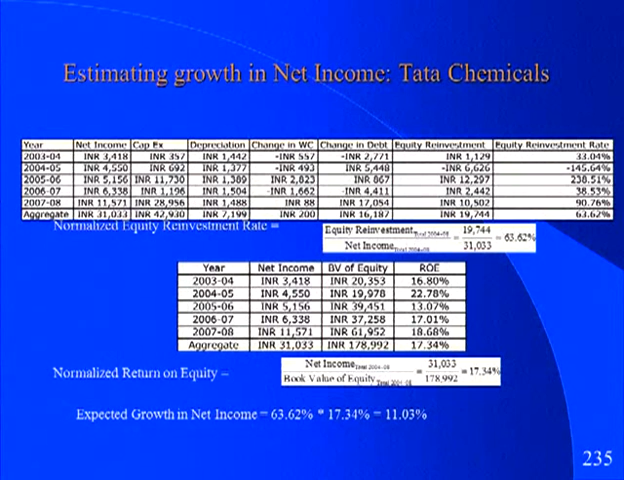 Estimating growth in Net Income: Tata Chemicals
Year Net Income Cap Ex Depreciation Change in WC Change in Debt Equity Reinvestment Equity Reinvestment Rate
2003-04 INR 3,418 INR 357 INR 1,442 -INR 557 -INR 2,771 INR 1,129 33.04%
2004-05 INR 4,550 INR 692 INR 1,377 -INR 493 INR 5,448 -INR 6,626 -145.64%
2005-06 INR 5,156 INR 11,730 INR 1,389 INR 2,823 INR 867 INR 12,297 238.51%
2006-07 INR 6,338 INR 1,196 INR 1,504 -INR 1,662 -INR 4,411 INR 2,442 38.53%
2007-08 INR 11,571 INR 28,956 INR 1,488 INR 88 INR 17,054 INR 10,502 90.76%
Aggregate INR 31,033 INR 42,930 INR 7,199 INR 200 INR 16,187 INR 19,744 63.62%
Normalized Equity Reinvestment Rate = Equity Reinvestment Total 2004-08 / Net Income Total 2004-08 = 19,744 / 31,033 = 63.62%
Year Net Income BV of Equity ROE
2003-04 INR 3,418 INR 20,353 16.80%
2004-05 INR 4,550 INR 19,978 22.78%
2005-06 INR 5,156 INR 39,451 13.07%
2006-07 INR 6,338 INR 37,258 17.01%
2007-08 INR 11,571 INR 61,952 18.68%
Aggregate INR 31,033 INR 178,992 17.34%
Normalized Return on Equity = Net Income Total 2004-08 / Book Value of Equity Total 2004-08 = 31,033 / 178,992 = 17.34%
Expected Growth in Net Income = 63.62% * 17.34% = 11.03%
235